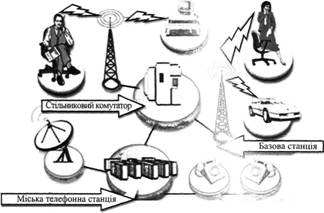 Стільниковий комутатор
Базова станція
Міська телефонна станція